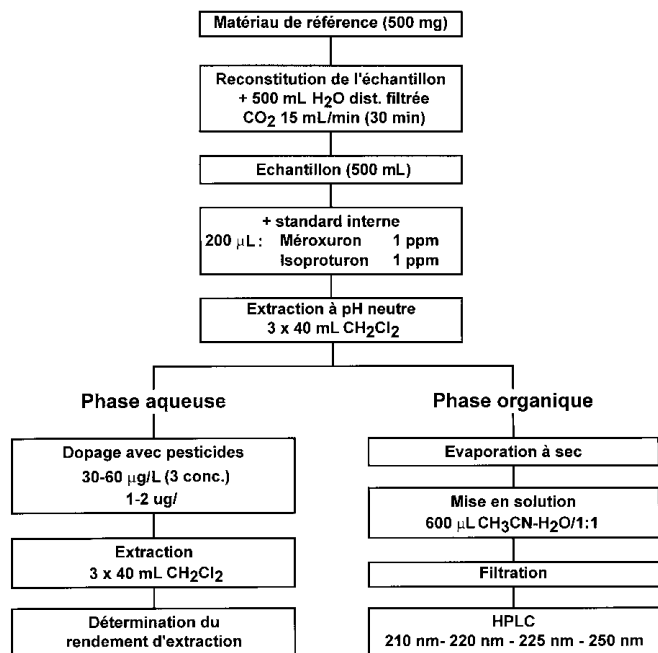 Matériau de référence (500 mg)
Reconstitution de l'échantillon
+ 500 mL H₂O dist. filtrée
CO₂ 15 mL/min (30 min)
Echantillon (500 mL)
+ standard interne
200 μL : Méroxuron 1 ppm
Isoproturon 1 ppm
Extraction à pH neutre
3 x 40 mL CH₂Cl₂
Phase aqueuse
Dopage avec pesticides
30-60 μg/L (3 conc.)
1-2 ug/
Extraction
3 x 40 mL CH₂Cl₂
Détermination du
rendement d'extraction
Phase organique
Evaporation à sec
Mise en solution
600 μL CH₃CN-H₂O/1:1
Filtration
HPLC
210 nm- 220 nm - 225 nm - 250 nm